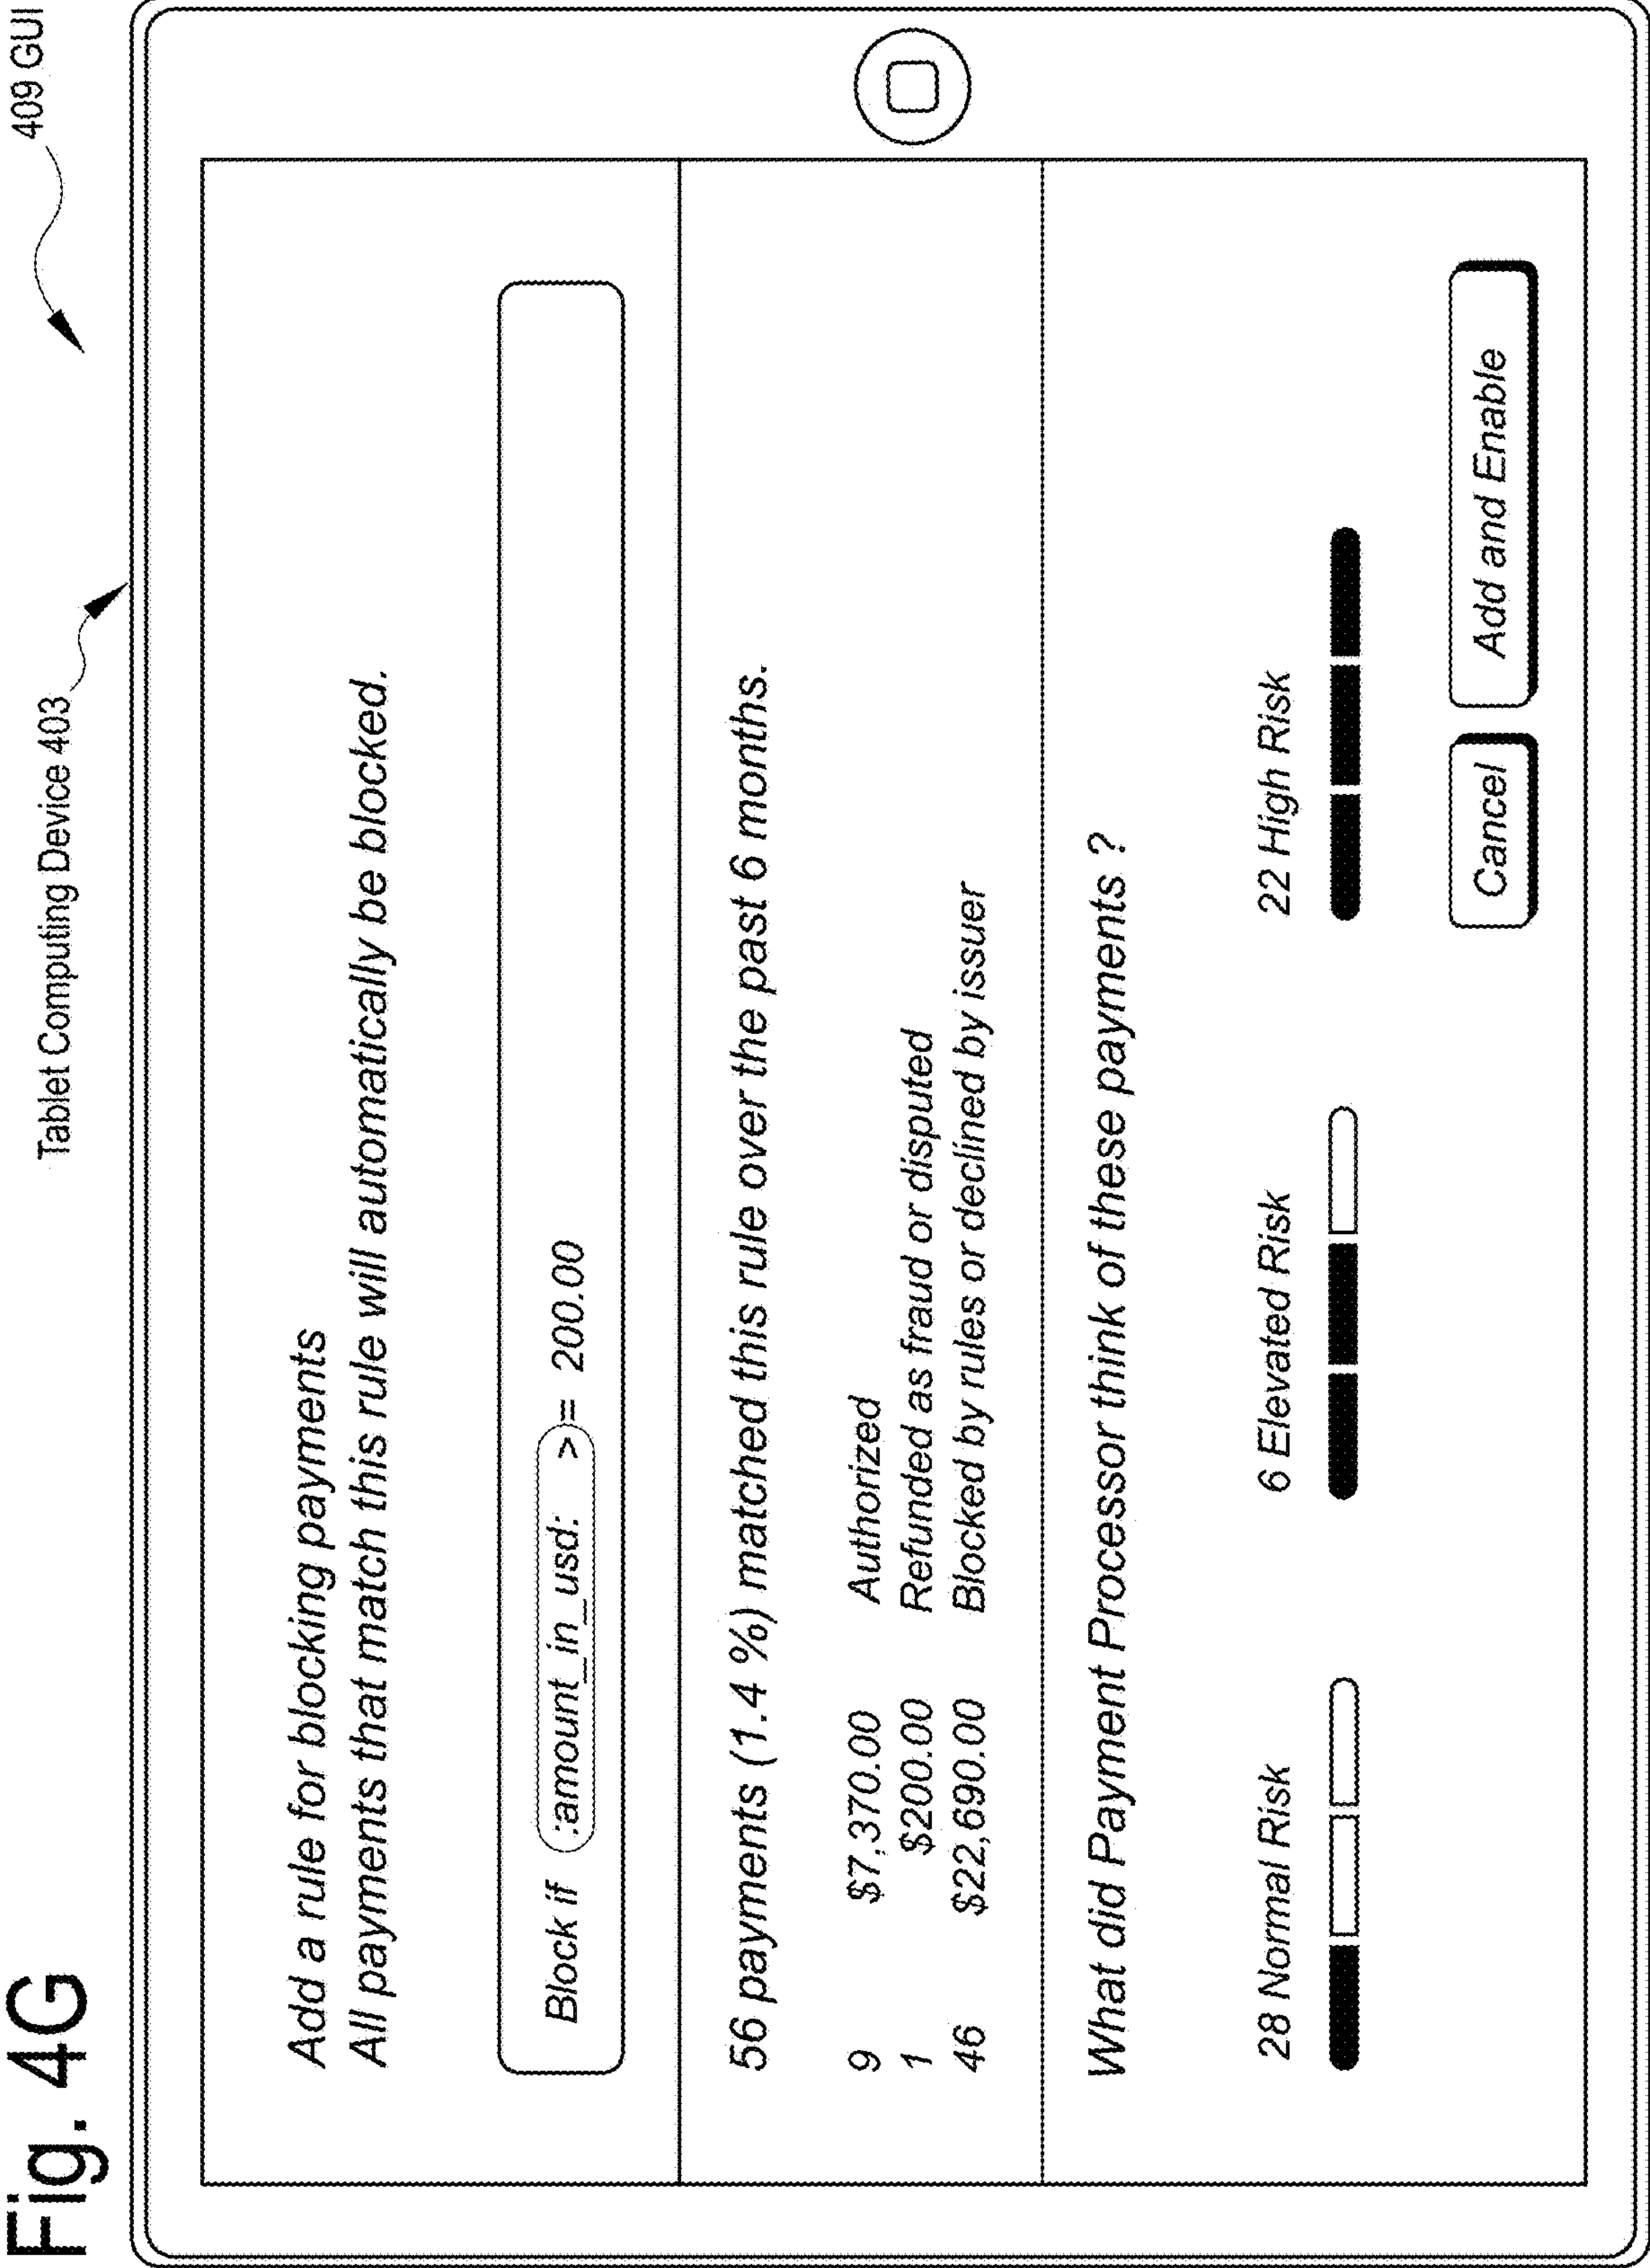 Fig. 4G
Tablet Computing Device 403
409 GUI
Add a rule for blocking payments
All payments that match this rule will automatically be blocked.
Block if :amount_in_usd: >= 200.00
56 payments (1.4 %) matched this rule over the past 6 months.
9 $7,370.00 Authorized
1 $200.00 Refunded as fraud or disputed
46 $22,690.00 Blocked by rules or declined by issuer
What did Payment Processor think of these payments ?
28 Normal Risk 6 Elevated Risk 22 High Risk
Cancel Add and Enable